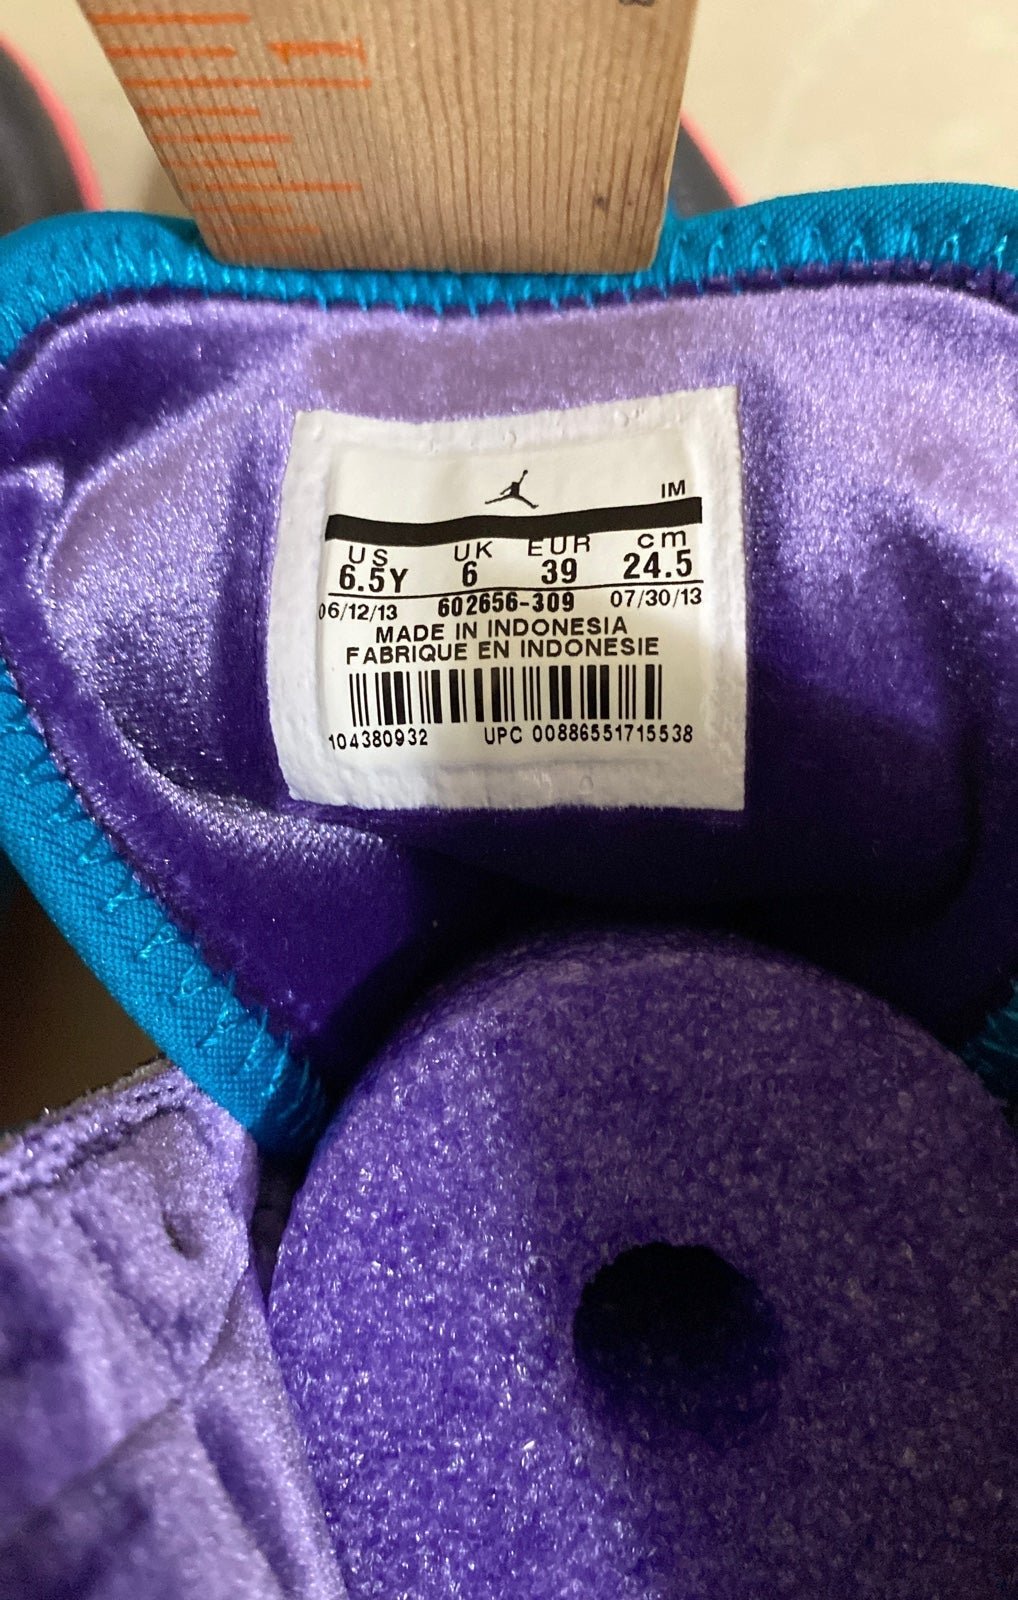 IM
US UK EUR cm
6.5Y 6 39 24.5
06/12/13 602656-309 07/30/13
MADE IN INDONESIA
FABRIQUE EN INDONESIE
104380932 UPC 00886551715538